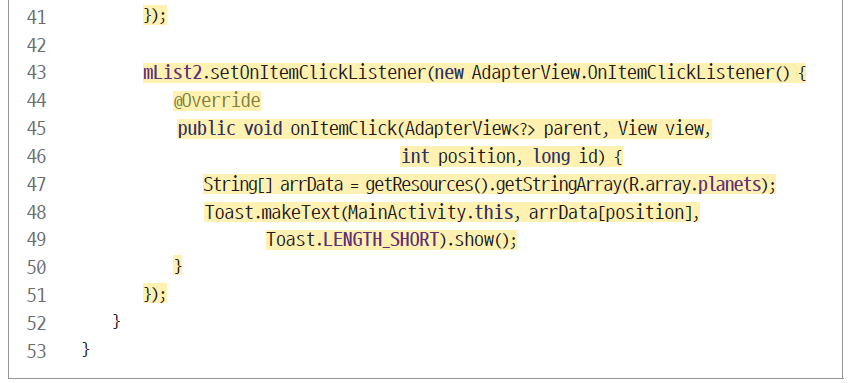 41 });
42
43 mList2.setOnItemClickListener(new AdapterView.OnItemClickListener() {
44 @Override
45 public void onItemClick(AdapterView<?> parent, View view,
46 int position, long id) {
47 String[] arrData = getResources().getStringArray(R.array.planets);
48 Toast.makeText(MainActivity.this, arrData[position],
49 Toast.LENGTH_SHORT).show();
50 }
51 });
52 }
53 }